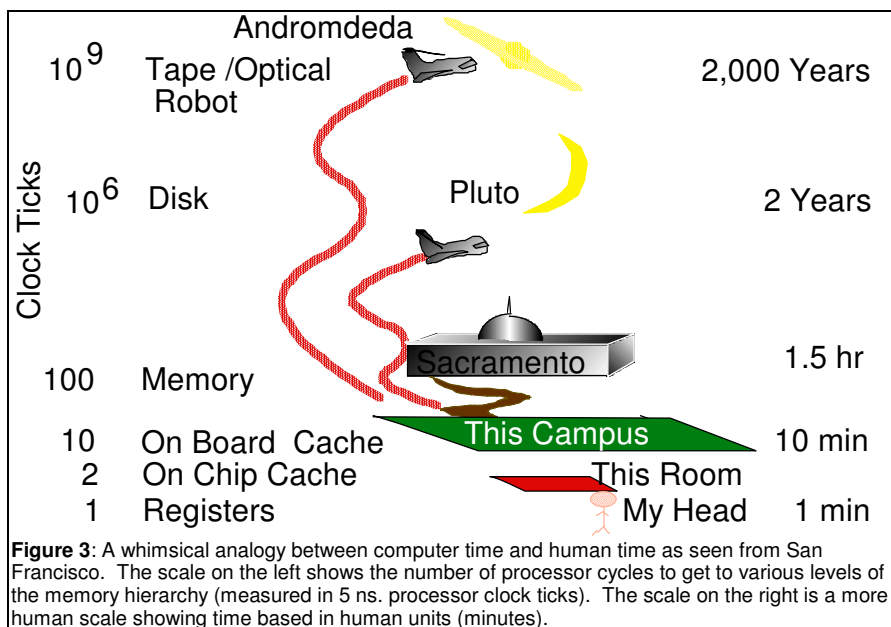 Andromdeda
10⁹ Tape /Optical Robot 2,000 Years
Clock Ticks
10⁶ Disk Pluto 2 Years
Sacramento 1.5 hr
100 Memory
This Campus
10 On Board Cache 10 min
2 On Chip Cache This Room
1 Registers My Head 1 min
Figure 3: A whimsical analogy between computer time and human time as seen from San
Francisco. The scale on the left shows the number of processor cycles to get to various levels of
the memory hierarchy (measured in 5 ns. processor clock ticks). The scale on the right is a more
human scale showing time based in human units (minutes).